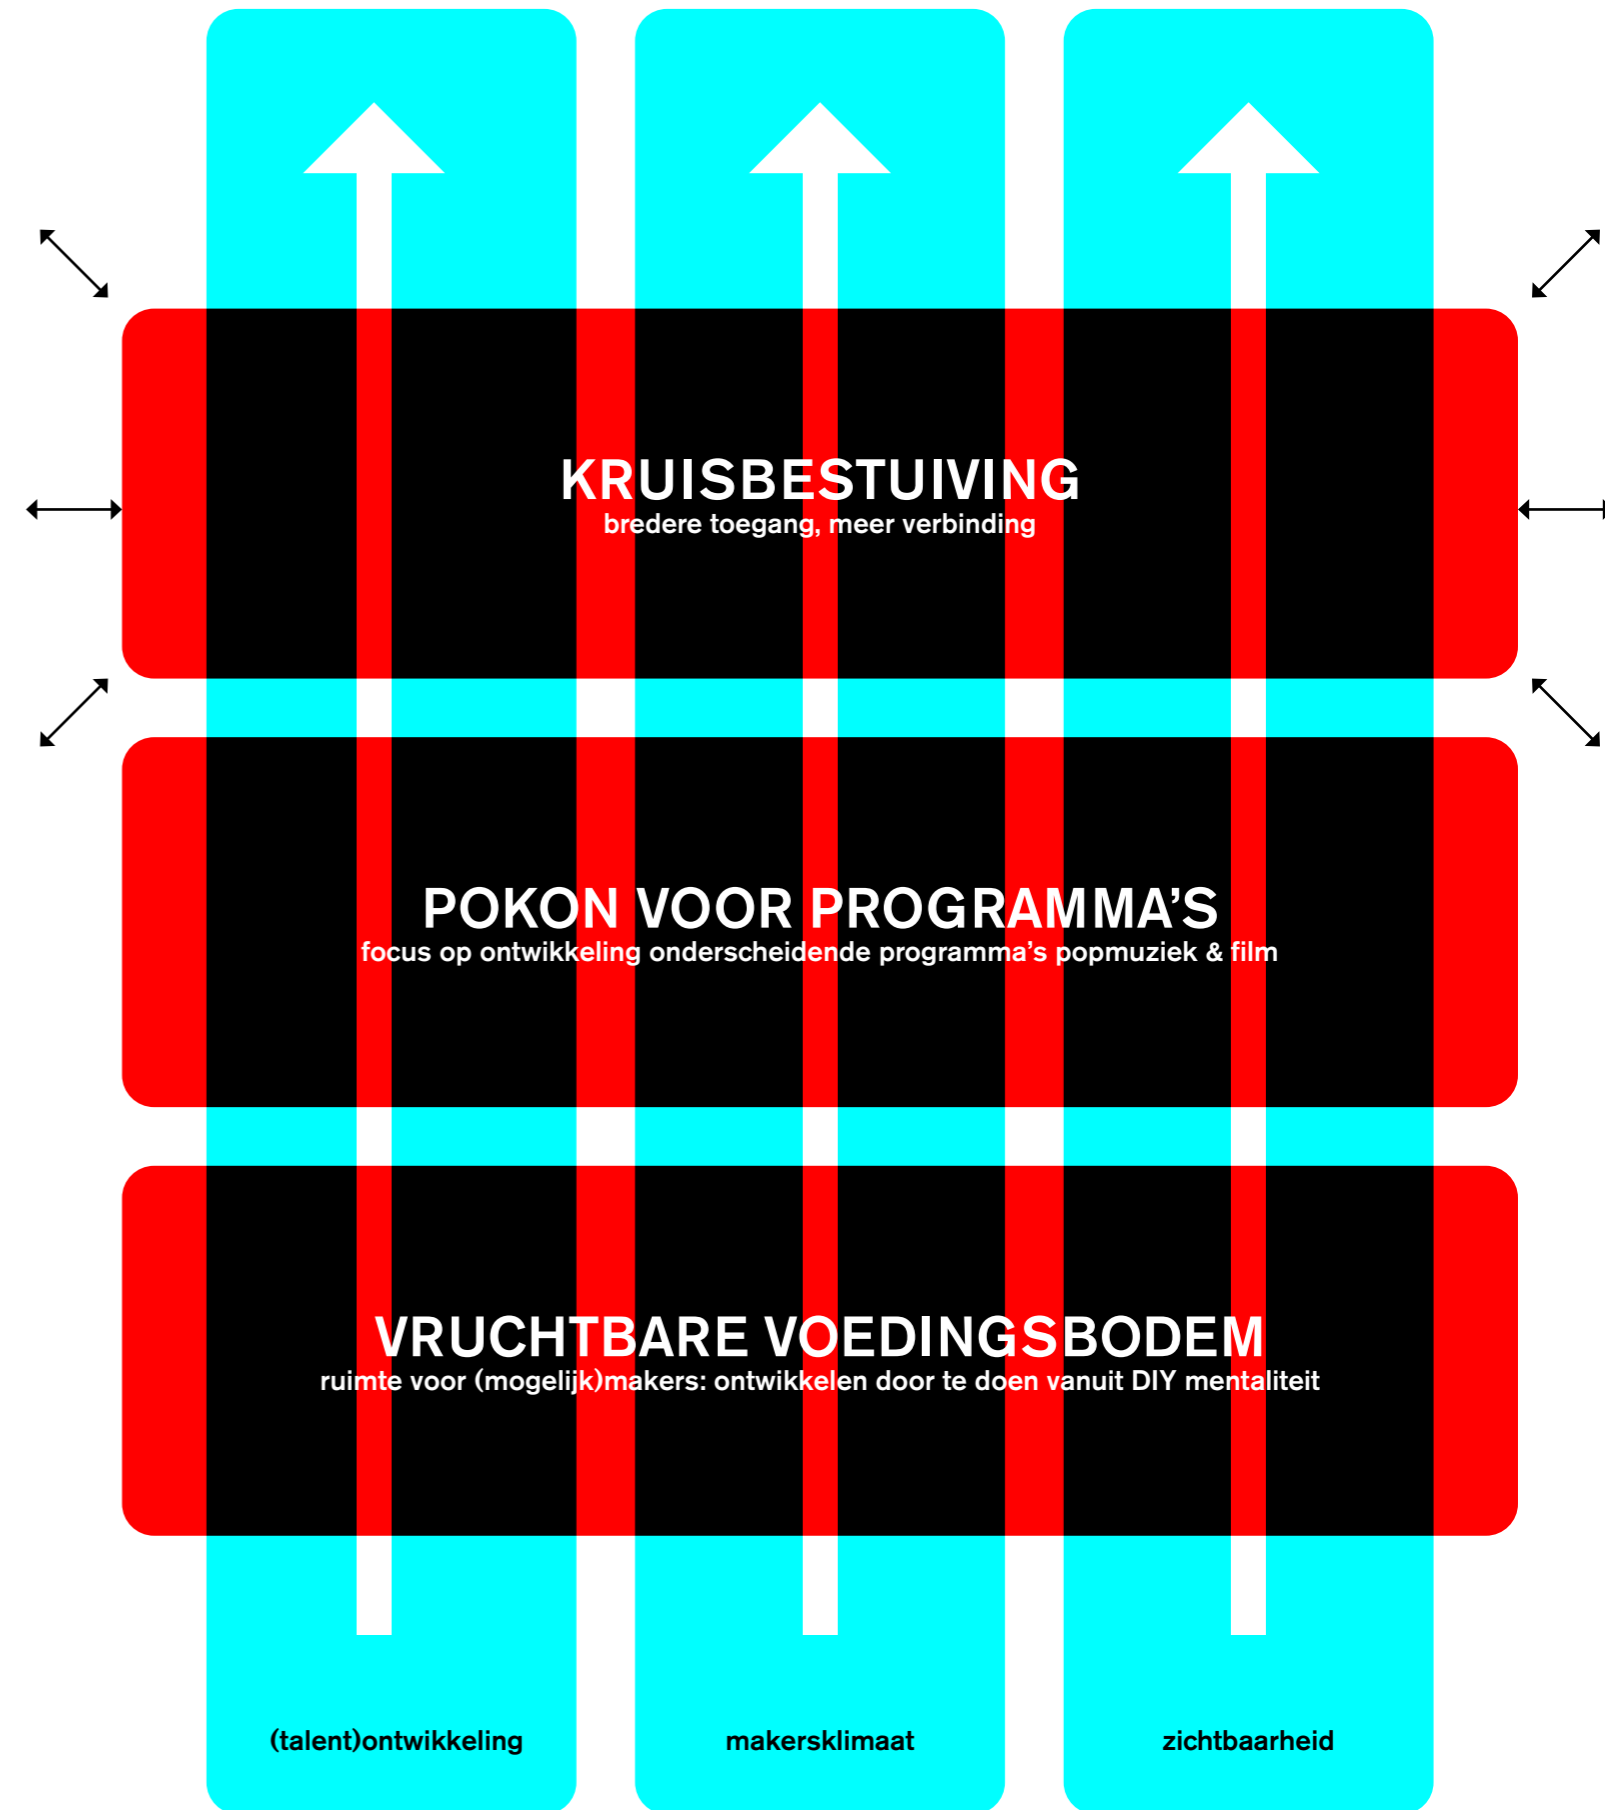 KRUISBESTUIVING
bredere toegang, meer verbinding
POKON VOOR PROGRAMMA’S
focus op ontwikkeling onderscheidende programma’s popmuziek & film
VRUCHTBARE VOEDINGSBODEM
ruimte voor (mogelijk)makers: ontwikkelen door te doen vanuit DIY mentaliteit
(talent)ontwikkeling
makersklimaat
zichtbaarheid